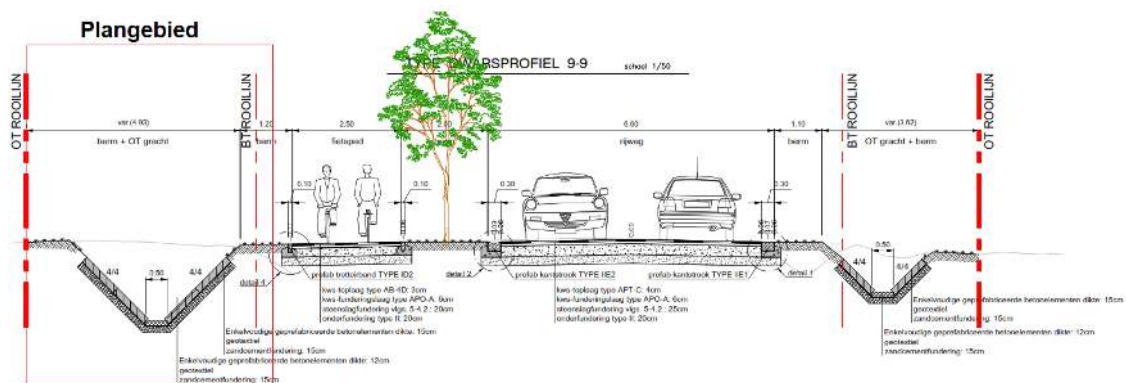 Plangebied
TYPE DWARSPROFIEL 9-9
schaal 1/50
OT ROOILIJN
BT ROOILIJN
BT ROOILIJN
OT ROOILIJN
var.(4.93)
1.20
2.50
6.60
1.10
var.(3.62)
berm + OT gracht
berm
fietspad
rijweg
berm
OT gracht + berm
0.10
0.10
0.30
0.30
4/4
0.50
4/4
0.50
4/4
6/4
detail 4
prefab trottoirband TYPE ID2
detail 2
prefab kantstrook TYPE IIE2
prefab kantstrook TYPE IIE1
detail 1
kws-toplaag type AB-4D: 3cm
kws-funderingslaag type APO-A: 6cm
steenslagfundering vlgs. 5-4.2.: 20cm
onderfundering type II: 20cm
kws-toplaag type APT-C: 4cm
kws-funderingslaag type APO-A: 6cm
steenslagfundering vlgs. 5-4.2.: 25cm
onderfundering type II: 20cm
Enkelvoudige geprefabriceerde betonelementen dikte: 15cm
geotextiel
zandcementfundering: 15cm
Enkelvoudige geprefabriceerde betonelementen dikte: 12cm
geotextiel
zandcementfundering: 15cm
Enkelvoudige geprefabriceerde betonelementen dikte: 15cm
geotextiel
zandcementfundering: 15cm
Enkelvoudige geprefabriceerde betonelementen dikte: 12cm
geotextiel
zandcementfundering: 15cm